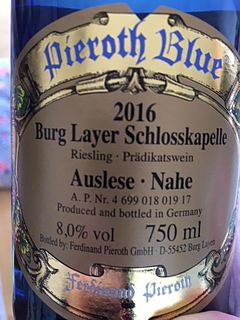 Pieroth Blue
2016
Burg Layer Schlosskapelle
Riesling · Prädikatswein
Auslese · Nahe
A. P. Nr. 4 699 018 019 17
Produced and bottled in Germany
8,0% vol 750 ml
Bottled by: Ferdinand Pieroth GmbH · D-55452 Burg Layen
Ferdinand Pieroth